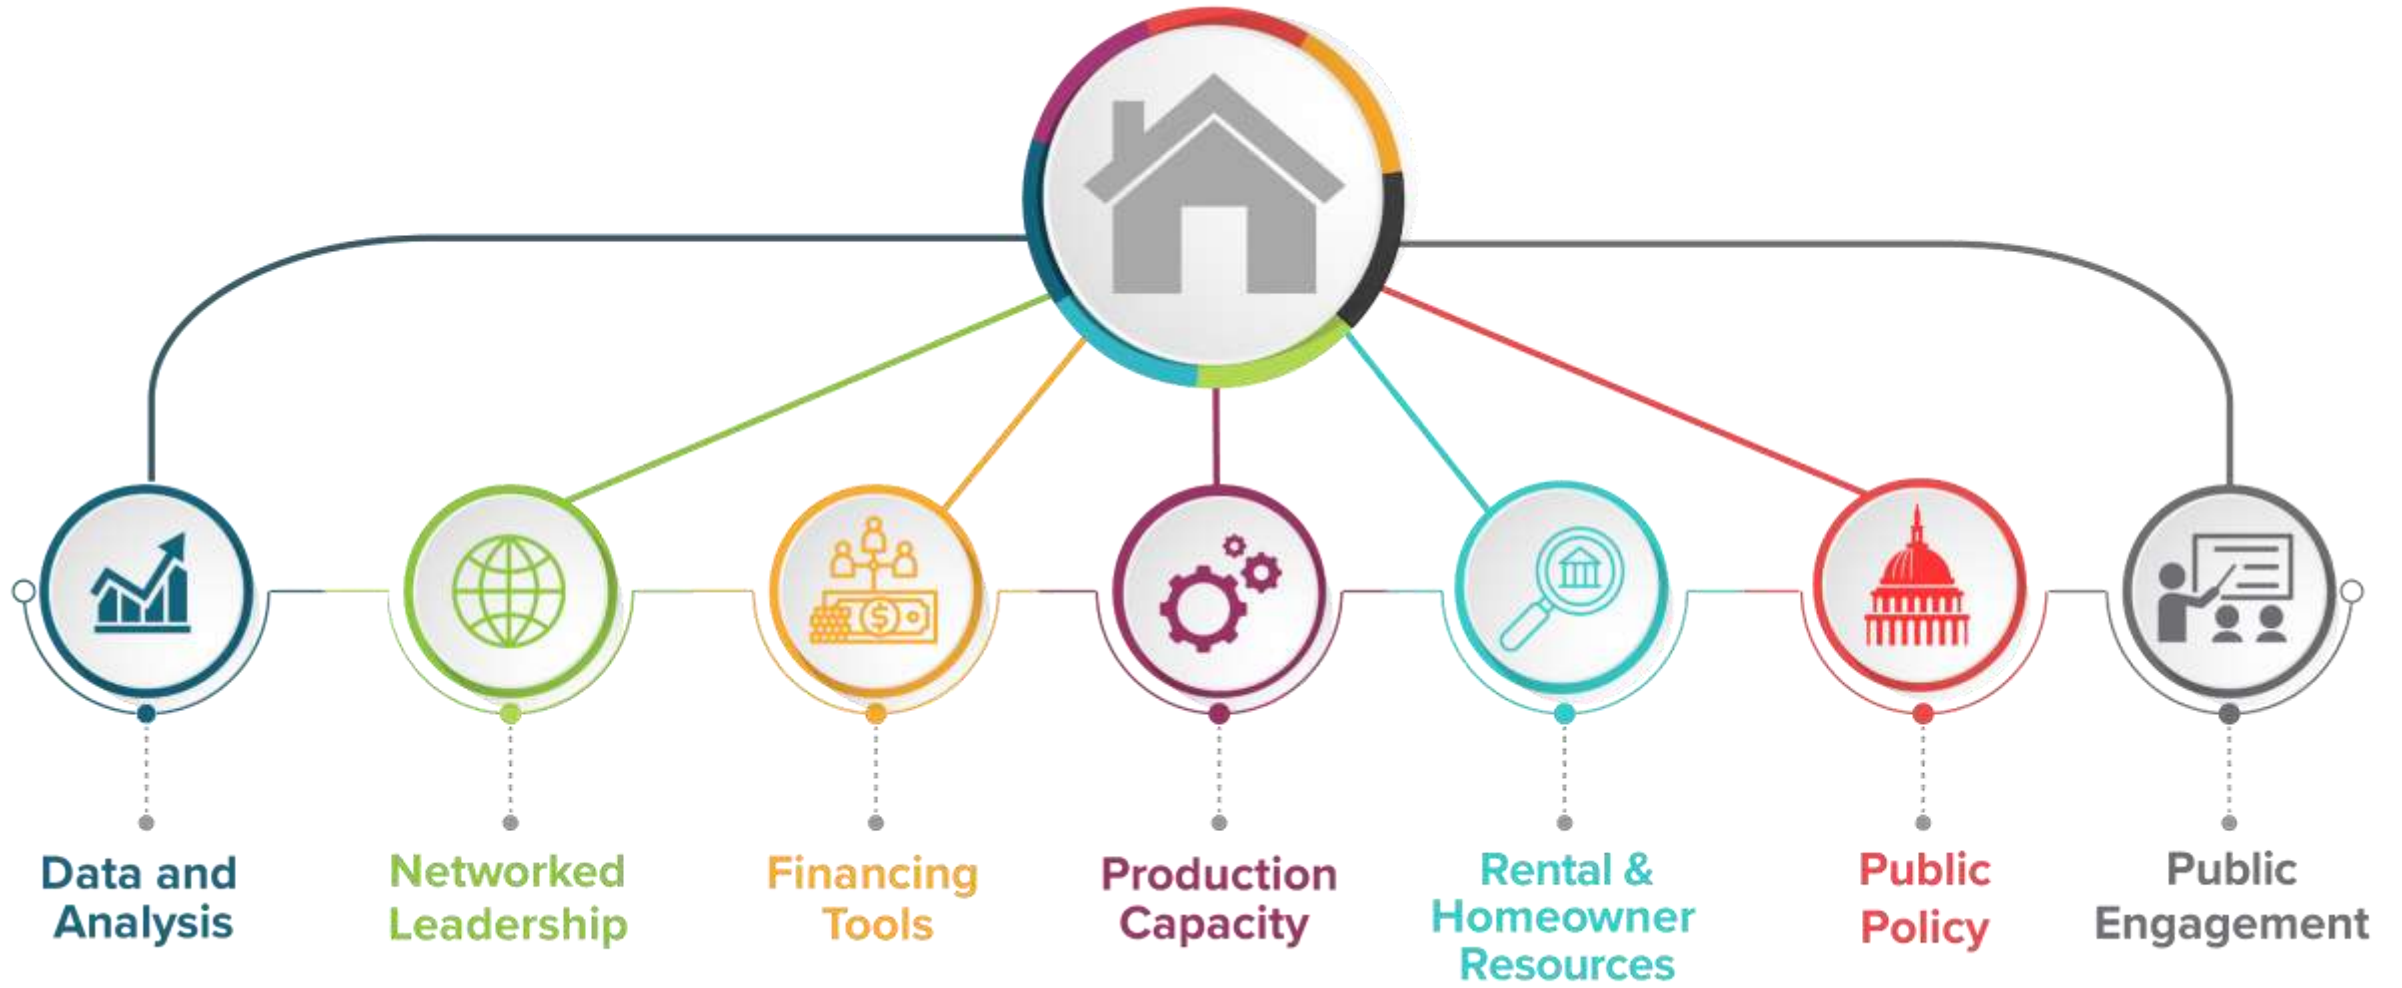 Data and
Analysis
Networked
Leadership
Financing
Tools
Production
Capacity
Rental &
Homeowner
Resources
Public
Policy
Public
Engagement
$